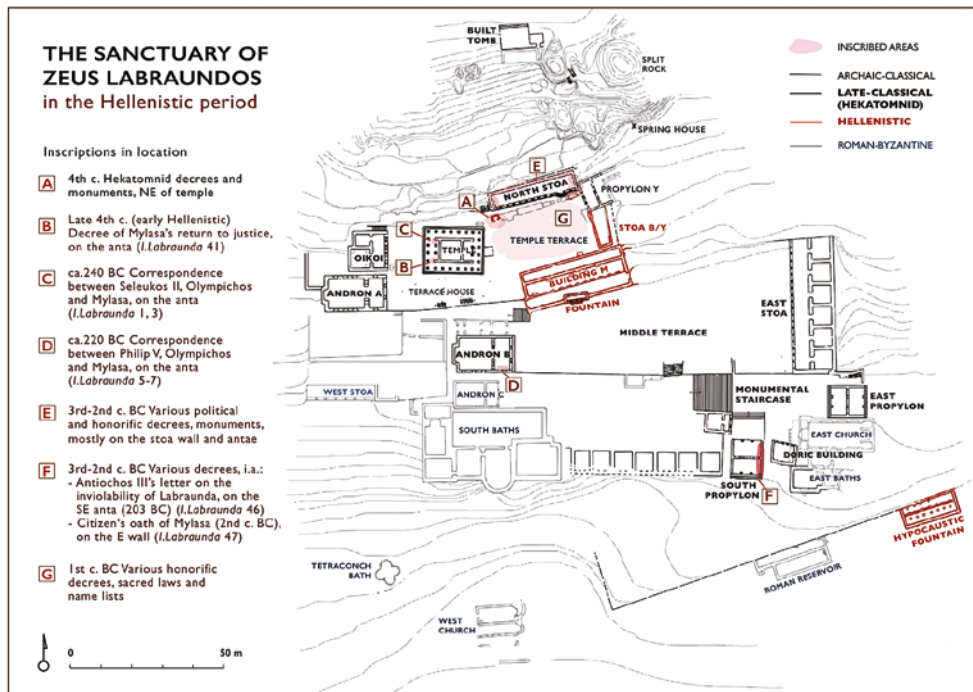 THE SANCTUARY OF
ZEUS LABRAUNDOS
in the Hellenistic period
Inscriptions in location
A
4th c. Hekatomnid decrees and
monuments, NE of temple
B
Late 4th c. (early Hellenistic)
Decree of Mylasa's return to justice,
on the anta (I.Labraunda 41)
C
ca.240 BC Correspondence
between Seleukos II, Olympichos
and Mylasa, on the anta
(I.Labraunda 1, 3)
D
ca.220 BC Correspondence
between Philip V, Olympichos
and Mylasa, on the anta
(I.Labraunda 5-7)
E
3rd-2nd c. BC Various political
and honorific decrees, monuments,
mostly on the stoa wall and antae
F
3rd-2nd c. BC Various decrees, i.a.:
- Antiochos III's letter on the
inviolability of Labraunda, on the
SE anta (203 BC) (I.Labraunda 46)
- Citizen's oath of Mylasa (2nd c. BC),
on the E wall (I.Labraunda 47)
G
1st c. BC Various honorific
decrees, sacred laws and
name lists
0
50 m
BUILT
TOMB
SPLIT
ROCK
SPRING HOUSE
E
NORTH STOA
A
PROPYLON Y
G
STOA B/Y
C
TEMPLE TERRACE
TEMPLE
OIKOI
B
BUILDING M
ANDRON A
TERRACE HOUSE
FOUNTAIN
EAST
STOA
MIDDLE TERRACE
ANDRON B
D
WEST STOA
ANDRON C
MONUMENTAL
STAIRCASE
EAST
PROPYLON
SOUTH BATHS
EAST CHURCH
DORIC BUILDING
EAST BATHS
SOUTH
PROPYLON
F
HYPOCAUSTIC
FOUNTAIN
TETRACONCH
BATH
ROMAN RESERVOIR
WEST
CHURCH
INSCRIBED AREAS
ARCHAIC-CLASSICAL
LATE-CLASSICAL
(HEKATOMNID)
HELLENISTIC
ROMAN-BYZANTINE